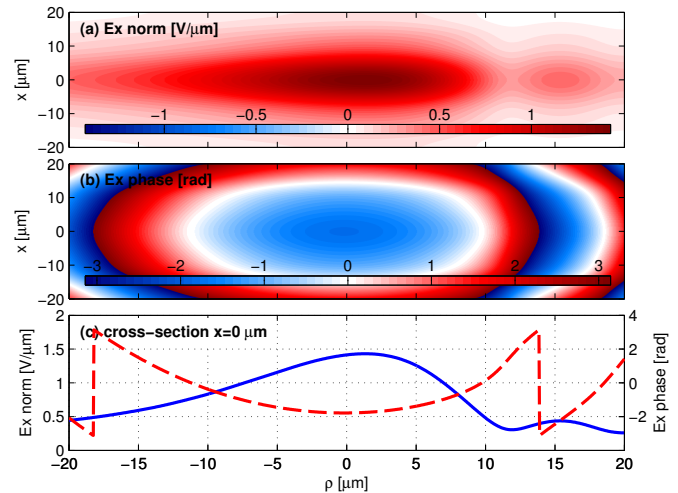 20
(a) Ex norm [V/μm]
10
x [μm]
0
−10
−1 −0.5 0 0.5 1
−20
20
(b) Ex phase [rad]
10
x [μm]
0
−10
−3 −2 −1 0 1 2 3
−20
2 4
(c) cross−section x=0 μm
1.5 2
Ex norm [V/μm]
1 0
Ex phase [rad]
0.5 −2
0
−20 −15 −10 −5 0 5 10 15 20
ρ [μm]